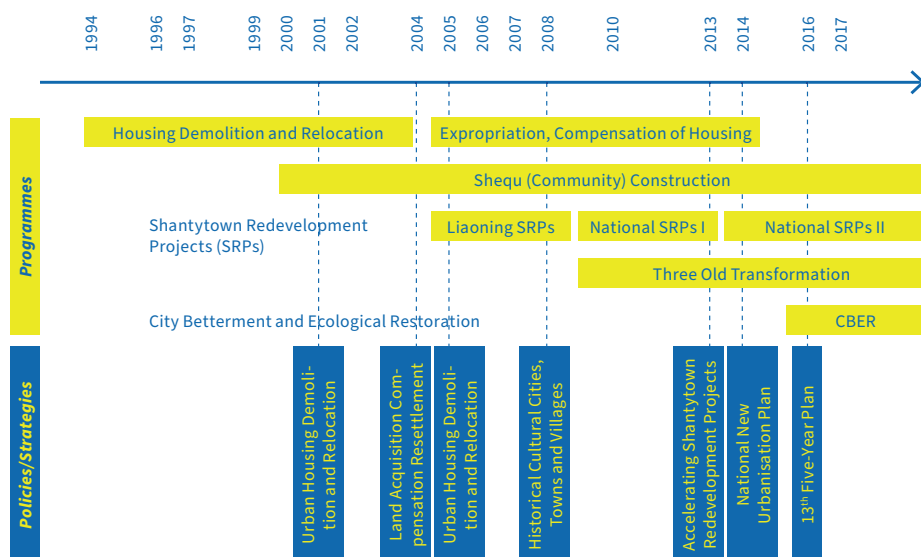 1994
1996
1997
1999
2000
2001
2002
2004
2005
2006
2007
2008
2010
2013
2014
2016
2017
Programmes
Housing Demolition and Relocation
Expropriation, Compensation of Housing
Shequ (Community) Construction
Shantytown Redevelopment
Projects (SRPs)
Liaoning SRPs
National SRPs I
National SRPs II
Three Old Transformation
City Betterment and Ecological Restoration
CBER
Policies/Strategies
Urban Housing Demoli-
tion and Relocation
Land Acquisition Com-
pensation Resettlement
Urban Housing Demoli-
tion and Relocation
Historical Cultural Cities,
Towns and Villages
Accelerating Shantytown
Redevelopment Projects
National New
Urbanisation Plan
13th Five-Year Plan